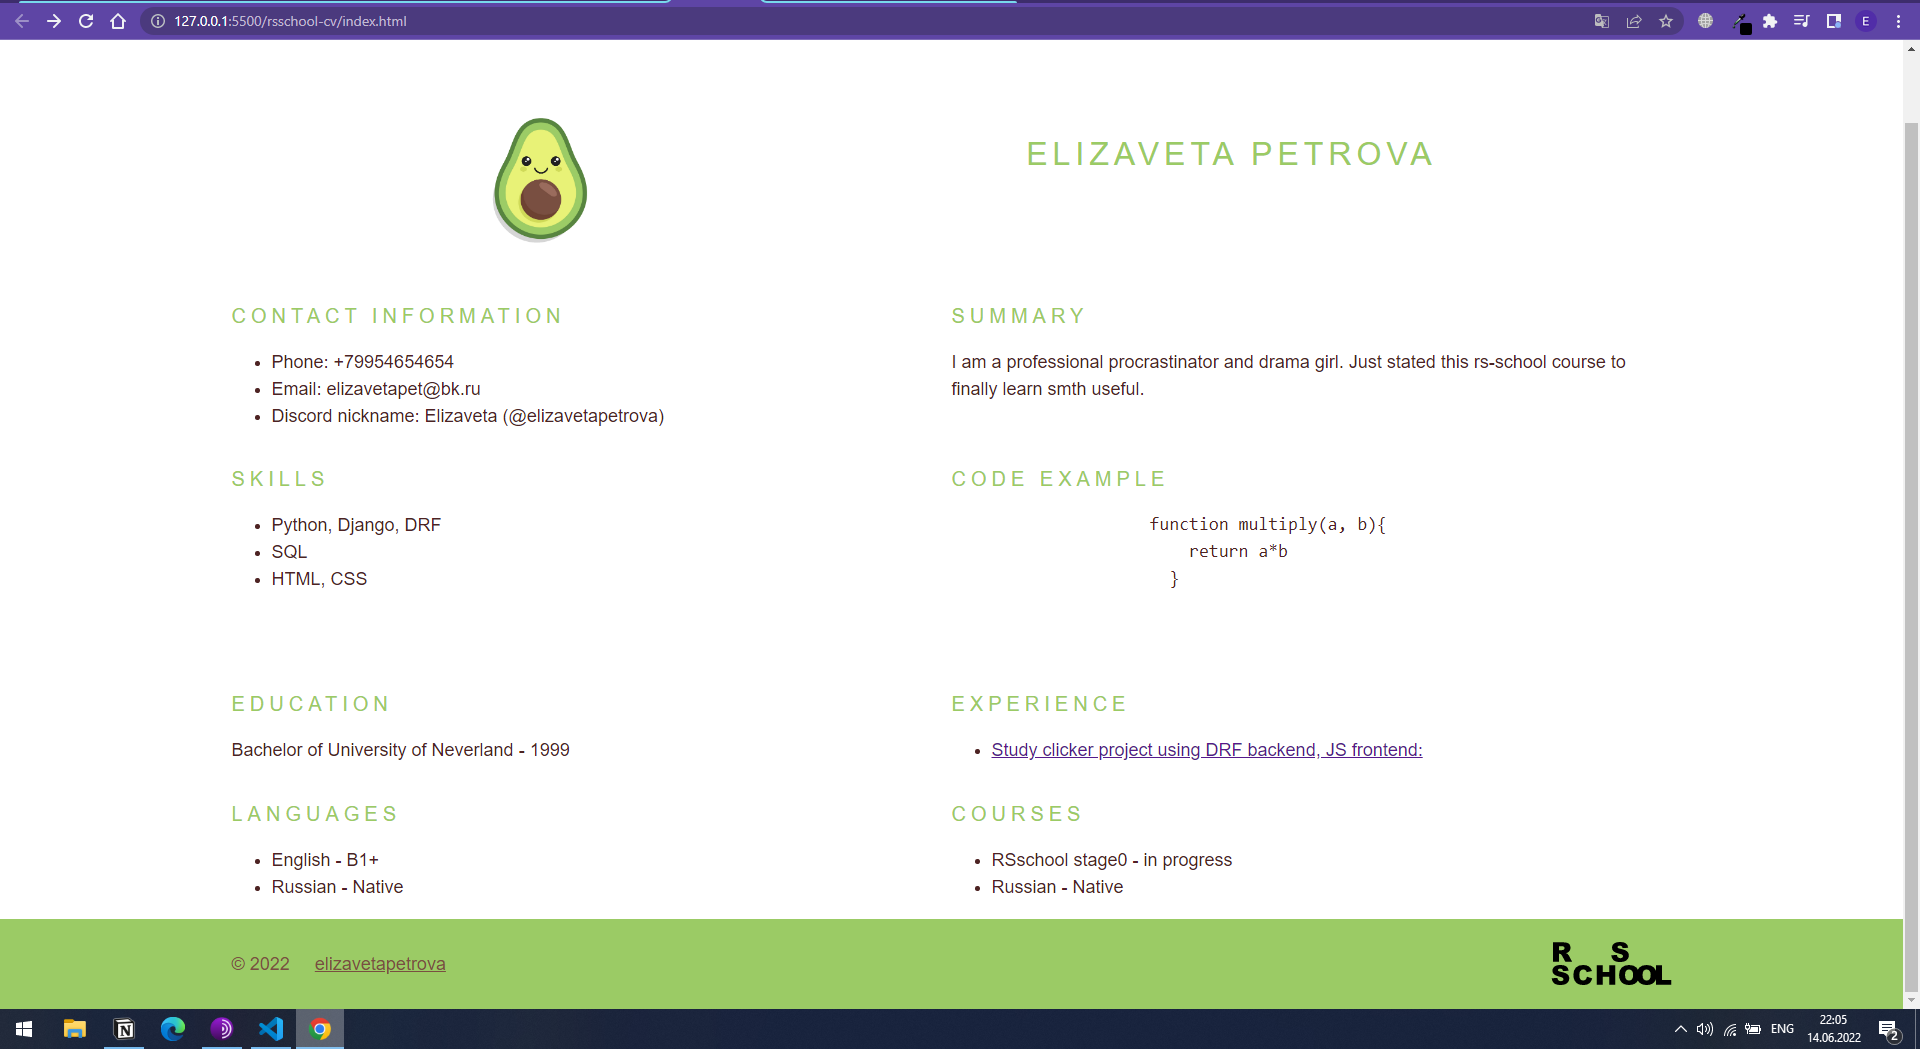 127.0.0.1:5500/rsschool-cv/index.html
E
ELIZAVETA PETROVA
CONTACT INFORMATION
Phone: +79954654654
Email: elizavetapet@bk.ru
Discord nickname: Elizaveta (@elizavetapetrova)
SUMMARY
I am a professional procrastinator and drama girl. Just stated this rs-school course to
finally learn smth useful.
SKILLS
Python, Django, DRF
SQL
HTML, CSS
CODE EXAMPLE
function multiply(a, b){
return a*b
}
EDUCATION
Bachelor of University of Neverland - 1999
EXPERIENCE
Study clicker project using DRF backend, JS frontend:
LANGUAGES
English - B1+
Russian - Native
COURSES
RSschool stage0 - in progress
Russian - Native
© 2022 elizavetapetrova
R S
SCHOOL
ENG
22:05
14.06.2022
2